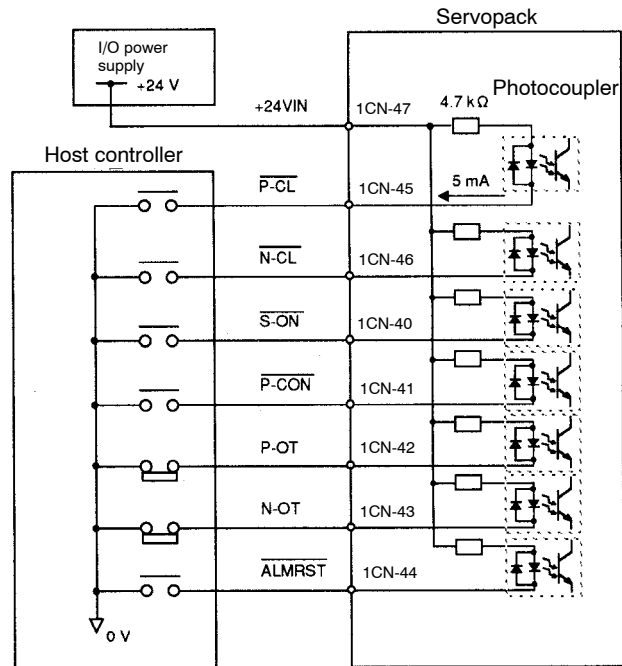 Servopack
I/O power
supply
+24 V
Photocoupler
+24VIN
1CN-47
4.7 kΩ
Host controller
P-CL
1CN-45
5 mA
N-CL
1CN-46
S-ON
1CN-40
P-CON
1CN-41
P-OT
1CN-42
N-OT
1CN-43
ALMRST
1CN-44
0 V